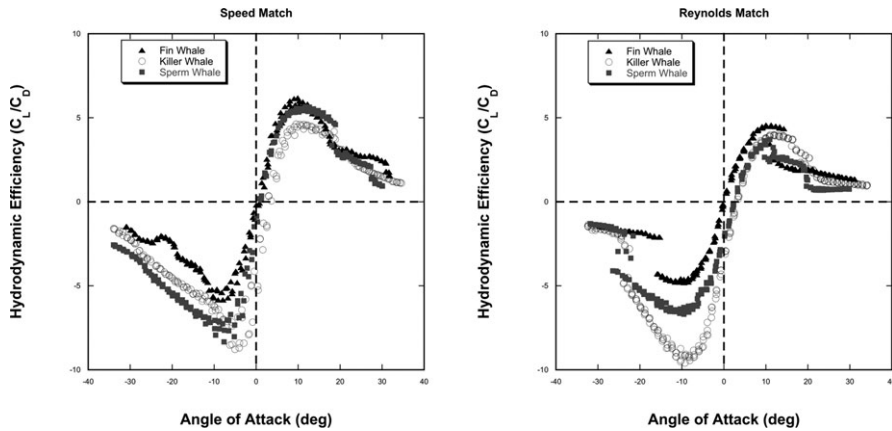 Speed Match
10
5
0
-5
-10
-40
-30
-20
-10
0
10
20
30
40
Fin Whale
Killer Whale
Sperm Whale
Hydrodynamic Efficiency (C_L/C_D)
Angle of Attack (deg)
Reynolds Match
10
5
0
-5
-10
-40
-30
-20
-10
0
10
20
30
40
Fin Whale
Killer Whale
Sperm Whale
Hydrodynamic Efficiency (C_L/C_D)
Angle of Attack (deg)